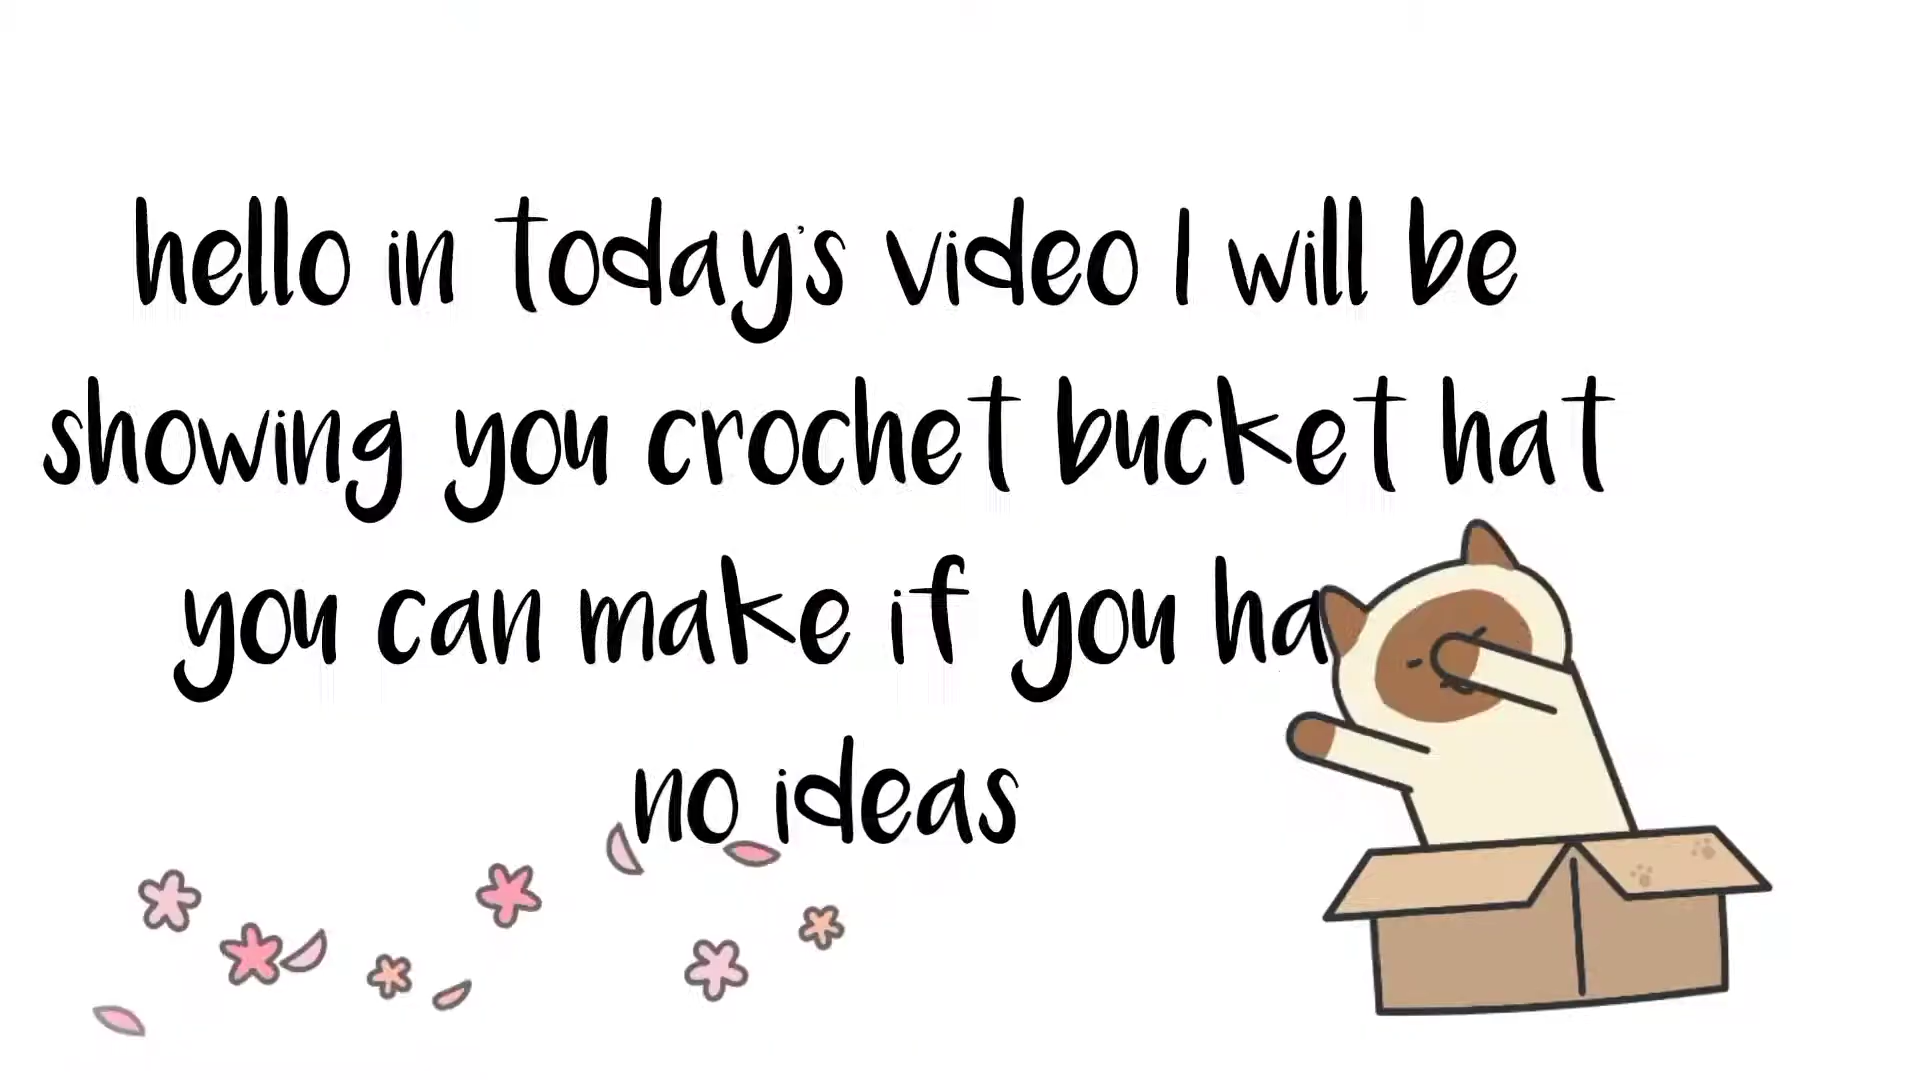 hello in today's video I will be
showing you crochet bucket hat
you can make if you ha
no ideas